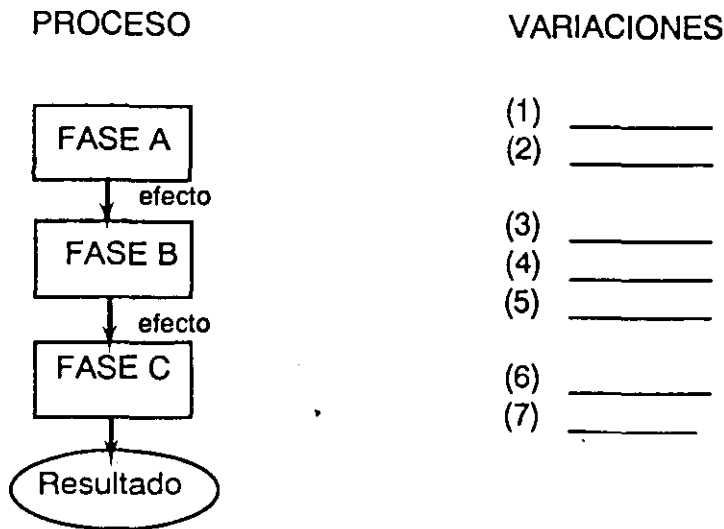 PROCESO
VARIACIONES
FASE A
(1)
(2)
efecto
FASE B
(3)
(4)
(5)
efecto
FASE C
(6)
(7)
Resultado